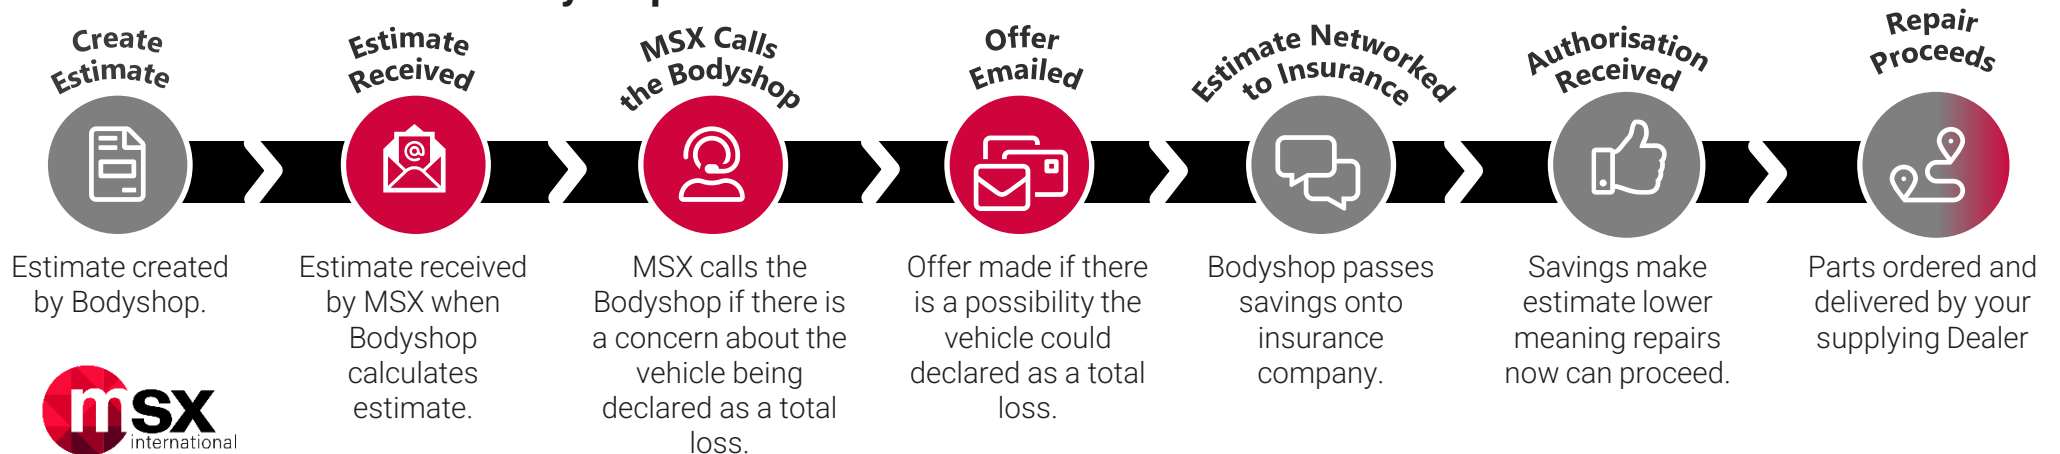 Create
Estimate
Estimate
Received
MSX Calls
the Bodyshop
Offer
Emailed
Estimate Networked
to Insurance
Authorisation
Received
Repair
Proceeds
@
Estimate created
by Bodyshop.
Estimate received
by MSX when
Bodyshop
calculates
estimate.
MSX calls the
Bodyshop if there is
a concern about the
vehicle being
declared as a total
loss.
Offer made if there
is a possibility the
vehicle could
declared as a total
loss.
Bodyshop passes
savings onto
insurance
company.
Savings make
estimate lower
meaning repairs
now can proceed.
Parts ordered and
delivered by your
supplying Dealer
msx
international